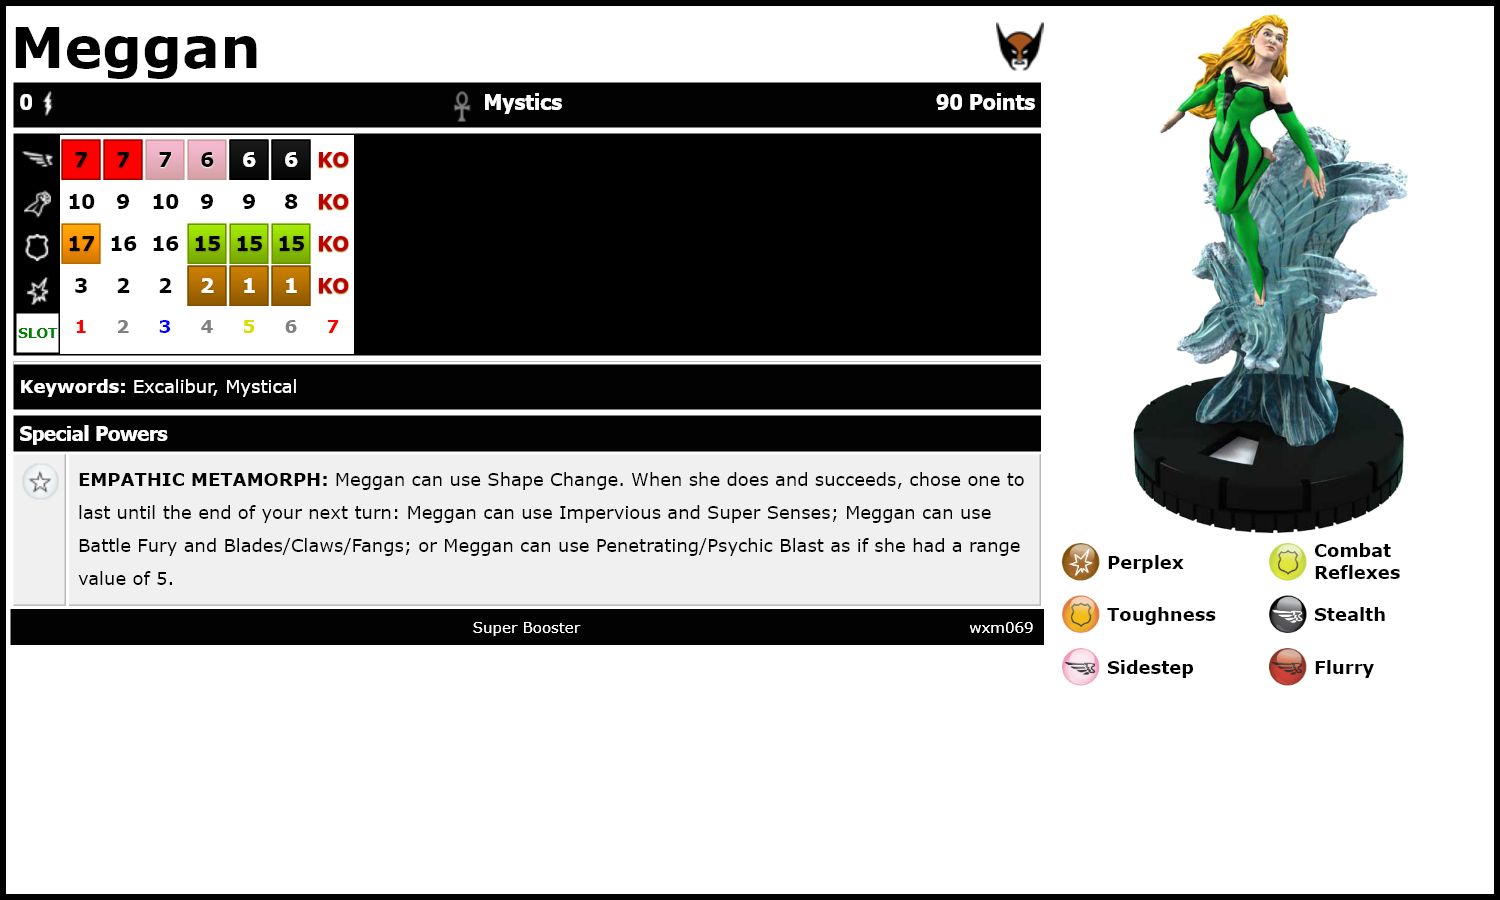 Meggan
0 Mystics 90 Points
7 7 7 6 6 6 KO
10 9 10 9 9 8 KO
17 16 16 15 15 15 KO
3 2 2 2 1 1 KO
SLOT 1 2 3 4 5 6 7
Keywords: Excalibur, Mystical
Special Powers
EMPATHIC METAMORPH: Meggan can use Shape Change. When she does and succeeds, chose one to
last until the end of your next turn: Meggan can use Impervious and Super Senses; Meggan can use
Battle Fury and Blades/Claws/Fangs; or Meggan can use Penetrating/Psychic Blast as if she had a range
value of 5.
Super Booster wxm069
Perplex
Combat
Reflexes
Toughness
Stealth
Sidestep
Flurry